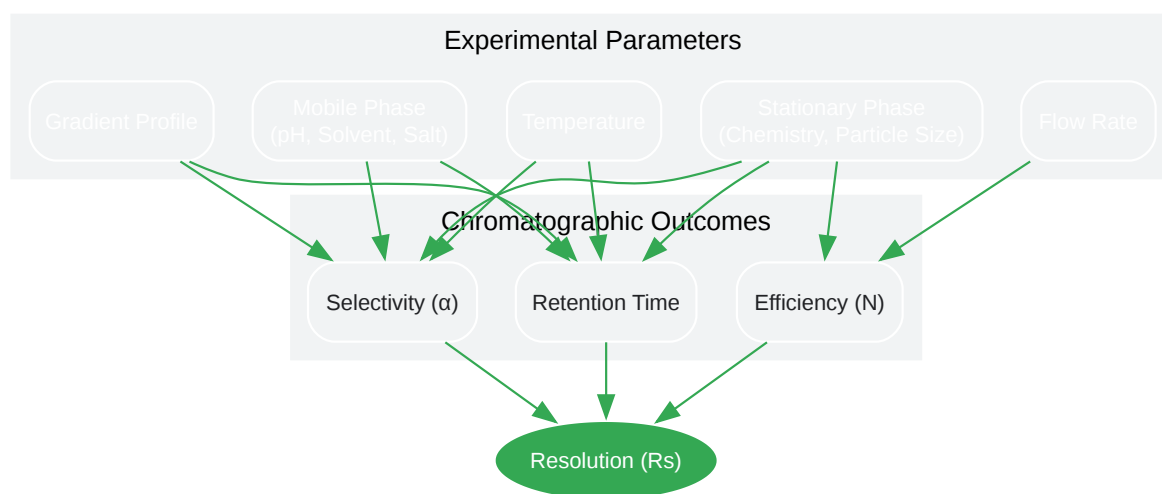 Experimental Parameters
Gradient Profile
Mobile Phase
(pH, Solvent, Salt)
Temperature
Stationary Phase
(Chemistry, Particle Size)
Flow Rate
Chromatographic Outcomes
Selectivity (α)
Retention Time
Efficiency (N)
Resolution (Rs)